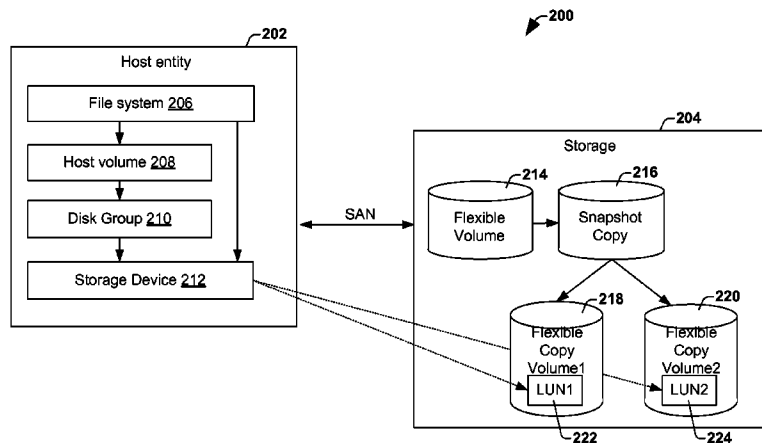 200
202
Host entity
File system 206
Host volume 208
Disk Group 210
Storage Device 212
SAN
204
Storage
214
Flexible
Volume
216
Snapshot
Copy
218
Flexible
Copy
Volume1
LUN1
222
220
Flexible
Copy
Volume2
LUN2
224